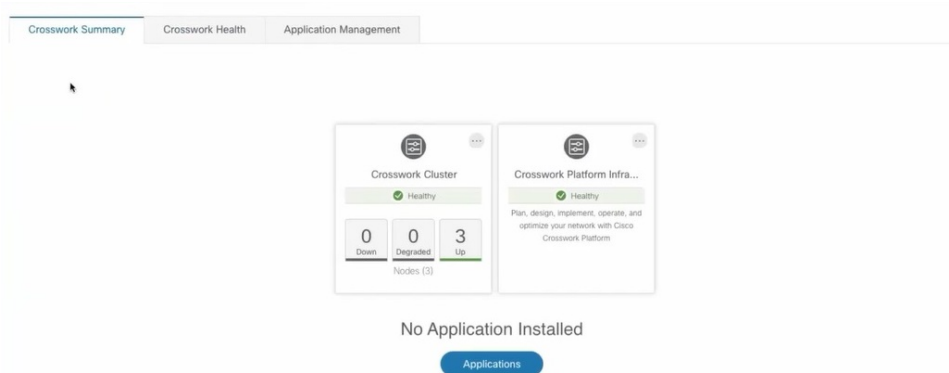 Crosswork Summary
Crosswork Health
Application Management
Crosswork Cluster
Healthy
0
Down
0
Degraded
3
Up
Nodes (3)
Crosswork Platform Infra...
Healthy
Plan, design, implement, operate, and
optimize your network with Cisco
Crosswork Platform
No Application Installed
Applications